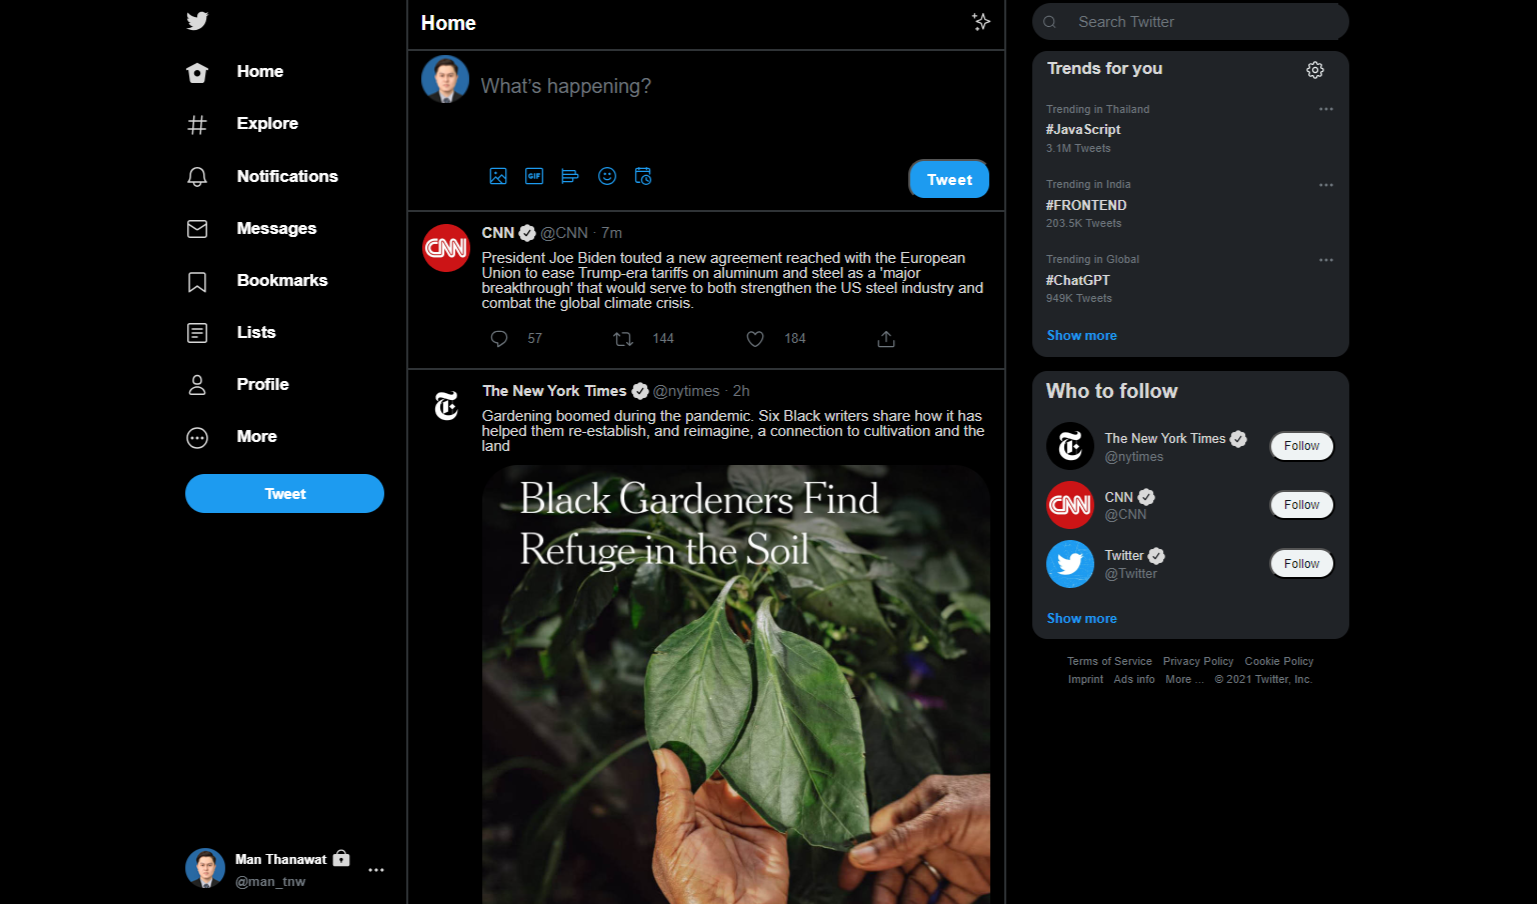 Home
Explore
Notifications
Messages
Bookmarks
Lists
Profile
More
Tweet
Man Thanawat
@man_tnw
Home
What's happening?
GIF
Tweet
CNN
CNN @CNN · 7m
President Joe Biden touted a new agreement reached with the European
Union to ease Trump-era tariffs on aluminum and steel as a 'major
breakthrough' that would serve to both strengthen the US steel industry and
combat the global climate crisis.
57 144 184
The New York Times @nytimes · 2h
Gardening boomed during the pandemic. Six Black writers share how it has
helped them re-establish, and reimagine, a connection to cultivation and the
land
Black Gardeners Find
Refuge in the Soil
Search Twitter
Trends for you
Trending in Thailand
#JavaScript
3.1M Tweets
Trending in India
#FRONTEND
203.5K Tweets
Trending in Global
#ChatGPT
949K Tweets
Show more
Who to follow
The New York Times
@nytimes
Follow
CNN
CNN
@CNN
Follow
Twitter
@Twitter
Follow
Show more
Terms of Service Privacy Policy Cookie Policy
Imprint Ads info More ... © 2021 Twitter, Inc.